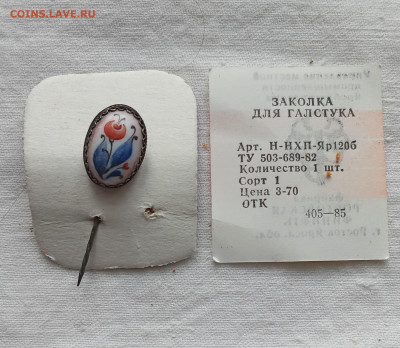 COINS.LAVE.RU
ЗАКОЛКА
ДЛЯ ГАЛСТУКА
Арт. Н-НХП-Яр120б
ТУ 503-689-82
Количество 1 шт.
Сорт 1
Цена 3-70
ОТК
405—85